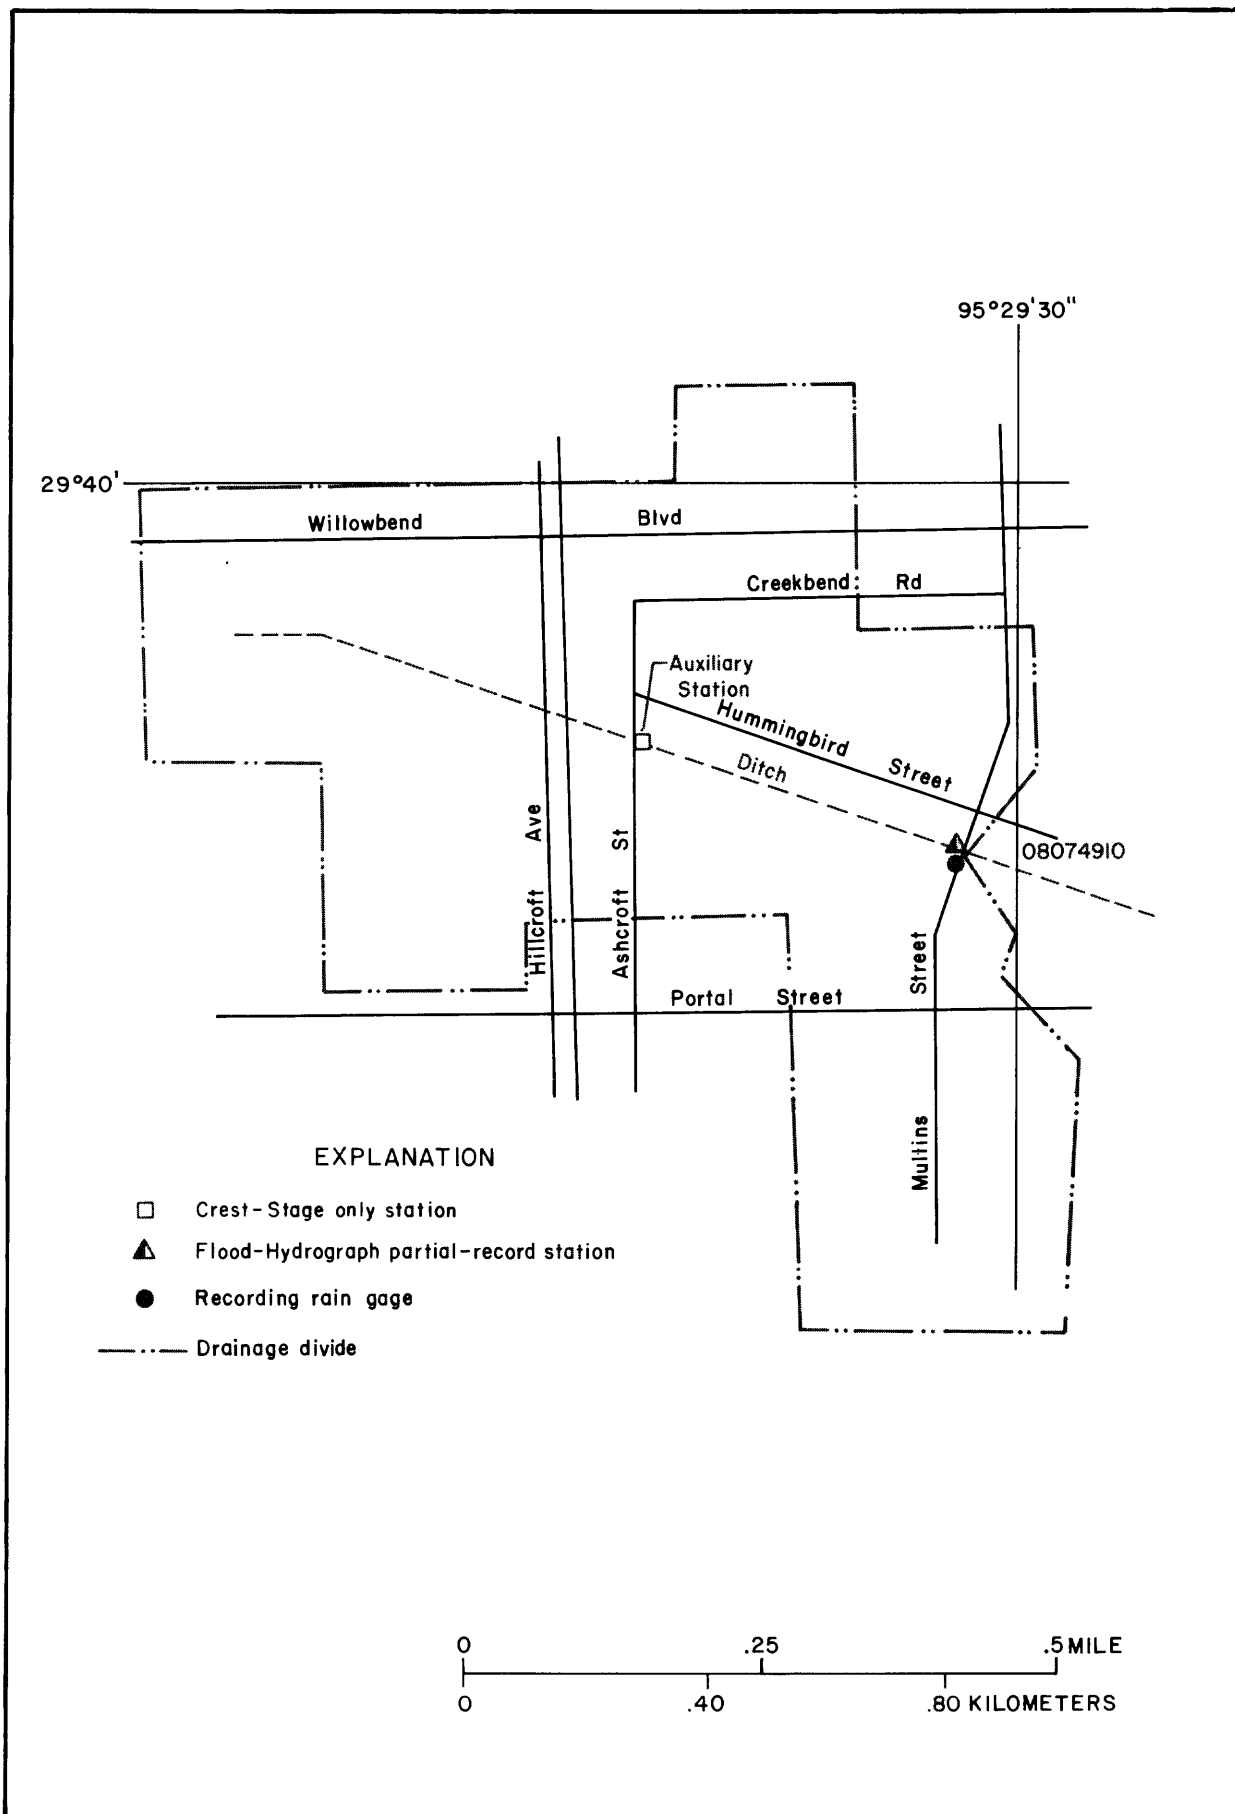 95°29'30"
29°40'
Willowbend Blvd
Creekbend Rd
Auxiliary
Station
Hummingbird Street
Ditch
Hillcroft Ave
Ashcroft St
08074910
Portal Street
Multins Street
EXPLANATION
Crest-Stage only station
Flood-Hydrograph partial-record station
Recording rain gage
Drainage divide
0 .25 .5 MILE
0 .40 .80 KILOMETERS